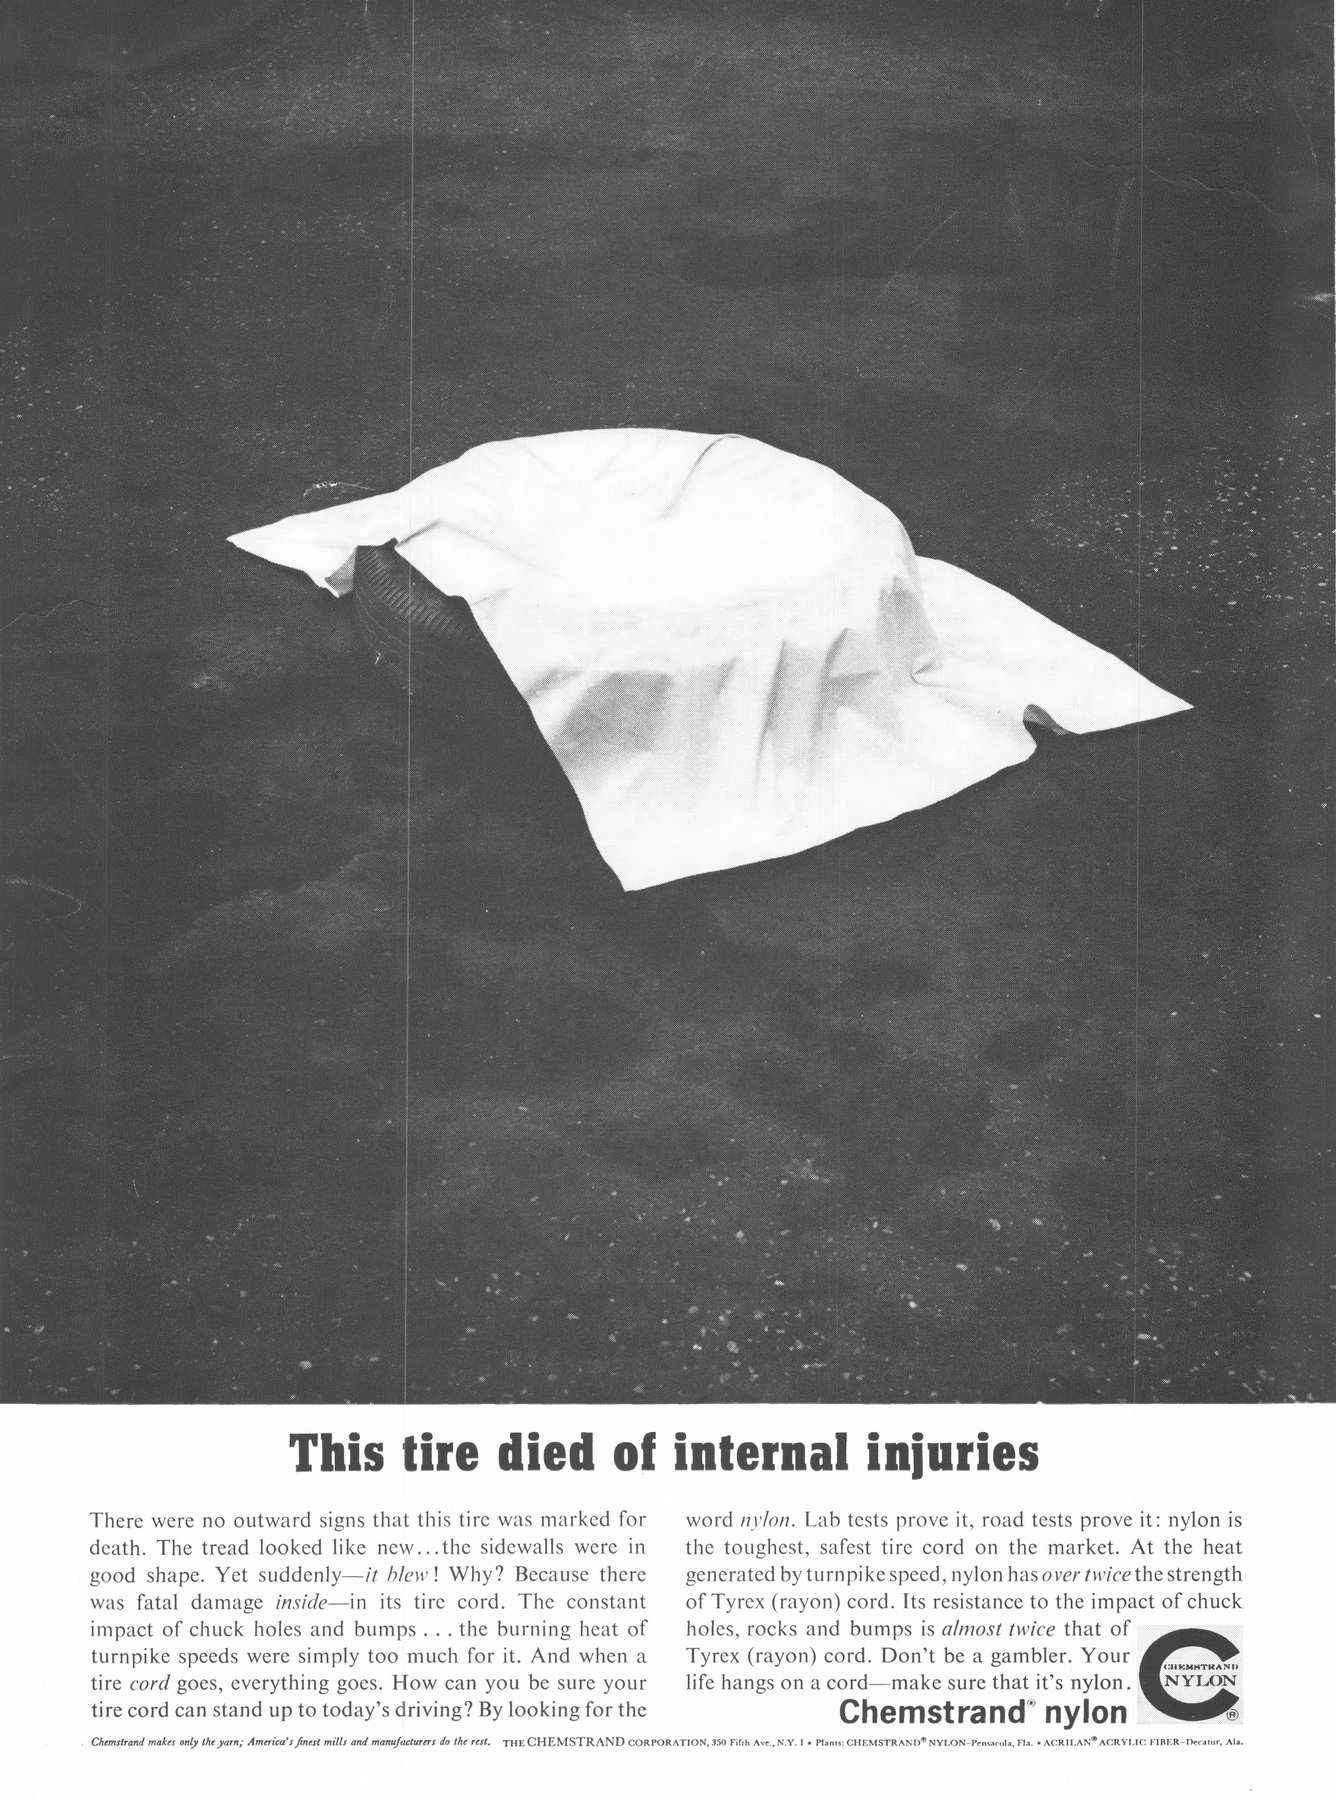 This tire died of internal injuries
There were no outward signs that this tire was marked for
death. The tread looked like new...the sidewalls were in
good shape. Yet suddenly—it blew! Why? Because there
was fatal damage inside—in its tire cord. The constant
impact of chuck holes and bumps . . . the burning heat of
turnpike speeds were simply too much for it. And when a
tire cord goes, everything goes. How can you be sure your
tire cord can stand up to today's driving? By looking for the
word nylon. Lab tests prove it, road tests prove it: nylon is
the toughest, safest tire cord on the market. At the heat
generated by turnpike speed, nylon has over twice the strength
of Tyrex (rayon) cord. Its resistance to the impact of chuck
holes, rocks and bumps is almost twice that of
Tyrex (rayon) cord. Don't be a gambler. Your
life hangs on a cord—make sure that it's nylon.
Chemstrand® nylon
CHEMSTRAND
NYLON
®
Chemstrand makes only the yarn; America's finest mills and manufacturers do the rest. THE CHEMSTRAND CORPORATION, 350 Fifth Ave., N.Y. 1 • Plants: CHEMSTRAND® NYLON–Pensacola, Fla. • ACRILAN® ACRYLIC FIBER–Decatur, Ala.